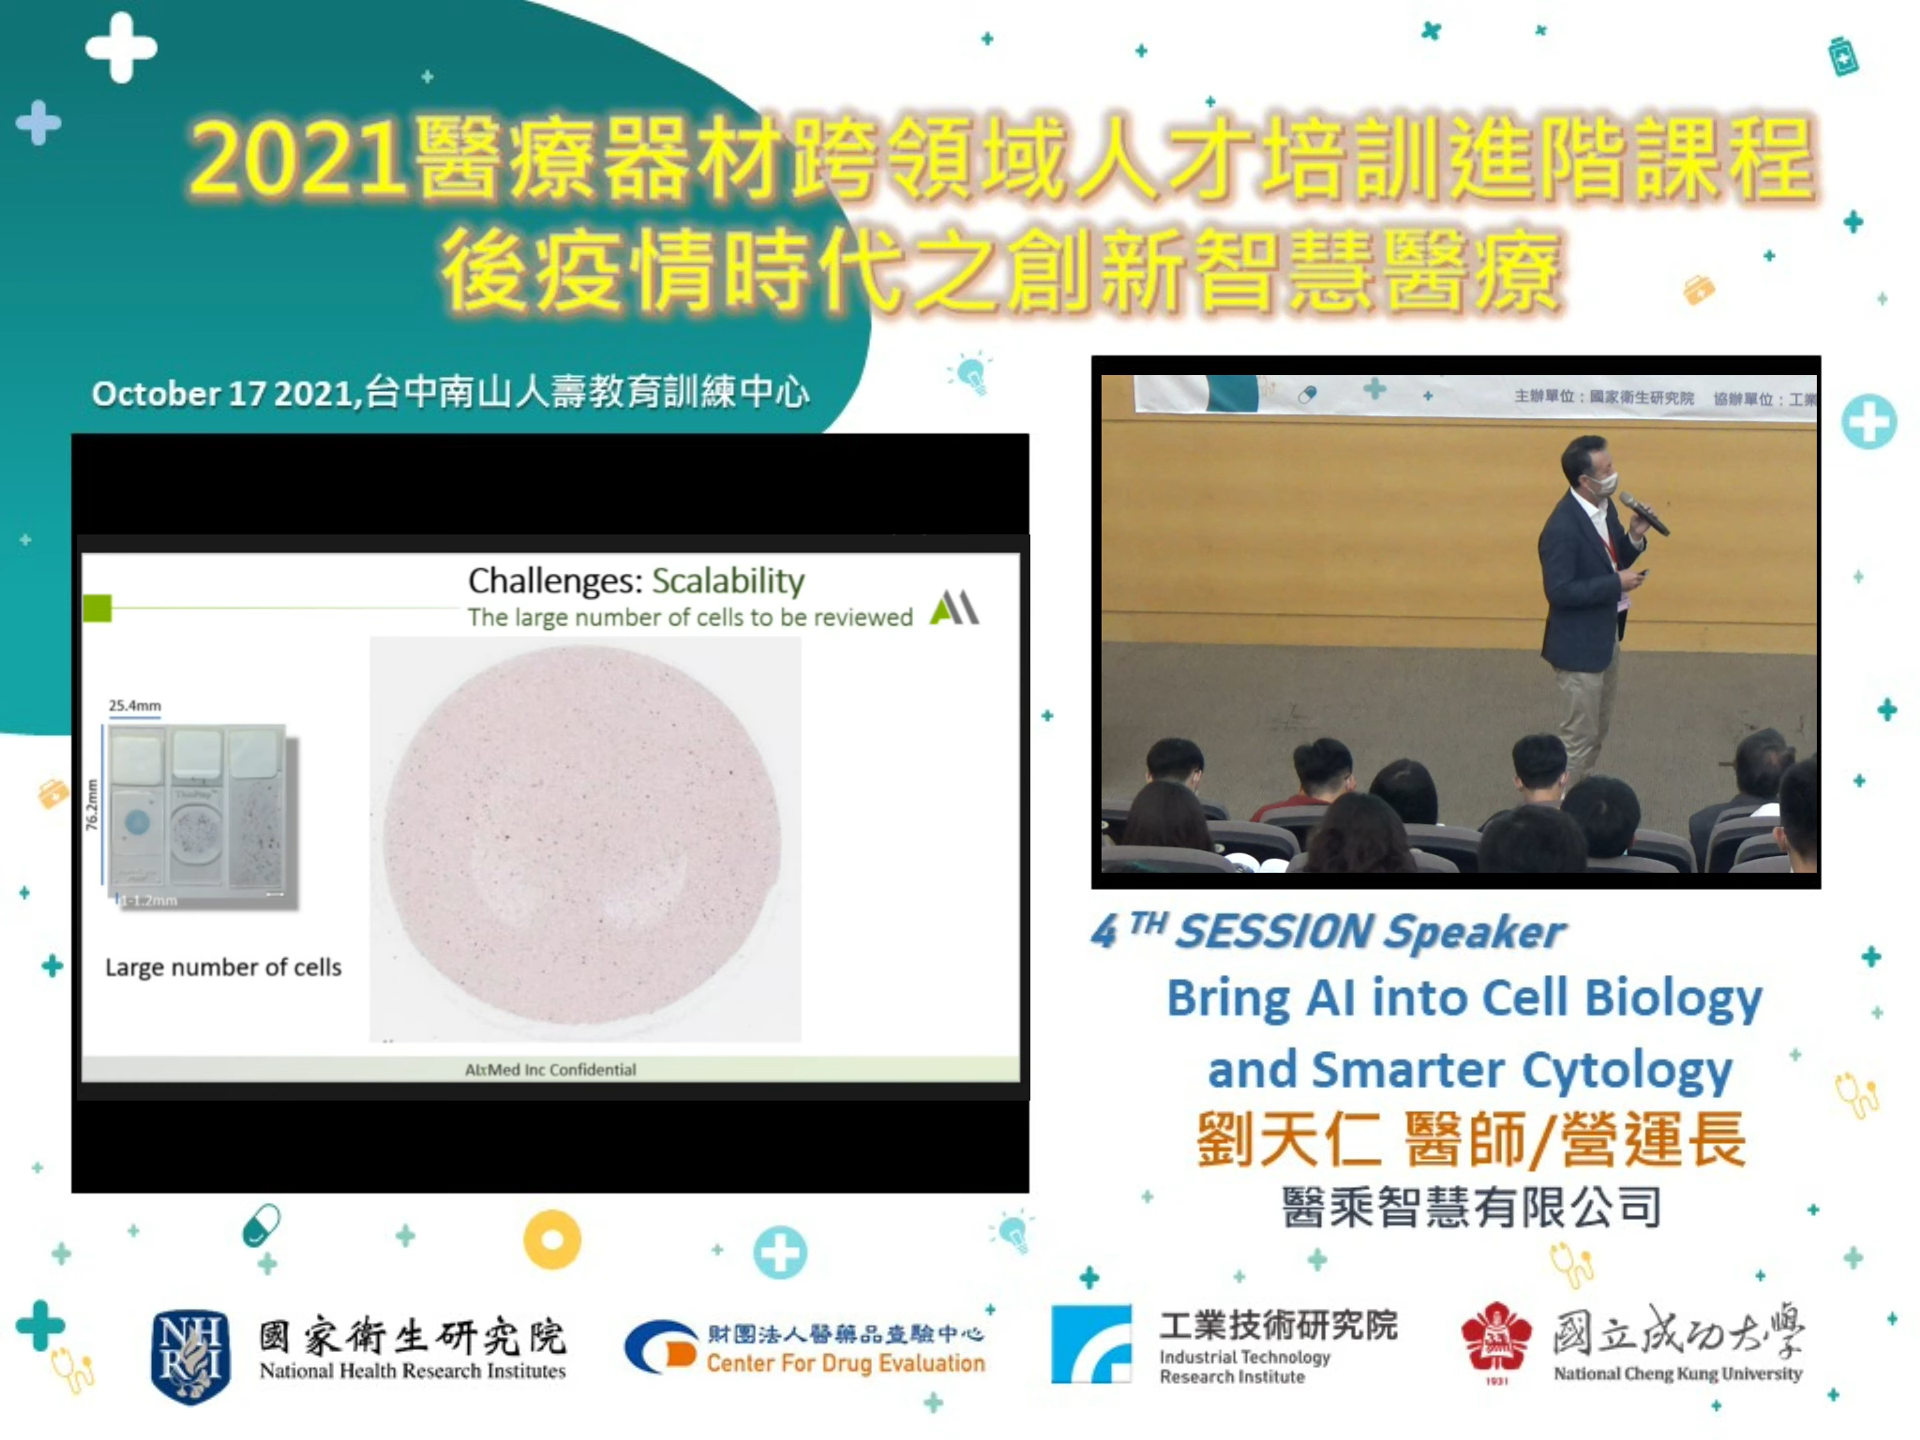 2021醫療器材跨領域人才培訓進階課程
後疫情時代之創新智慧醫療
October 17 2021,台中南山人壽教育訓練中心
Challenges: Scalability
The large number of cells to be reviewed
25.4mm
76.2mm
ThinPrep™
1-1.2mm
Large number of cells
AIxMed Inc Confidential
主辦單位：國家衛生研究院 協辦單位：工業
4 TH SESSION Speaker
Bring AI into Cell Biology
and Smarter Cytology
劉天仁 醫師/營運長
醫乘智慧有限公司
NHRI
國家衛生研究院
National Health Research Institutes
財團法人醫藥品查驗中心
Center For Drug Evaluation
工業技術研究院
Industrial Technology
Research Institute
1931
國立成功大學
National Cheng Kung University